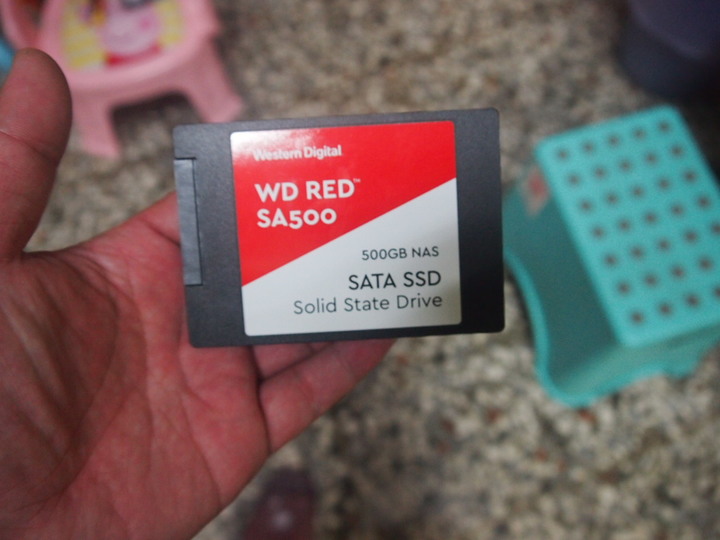 Western Digital
WD RED™
SA500
500GB NAS
SATA SSD
Solid State Drive